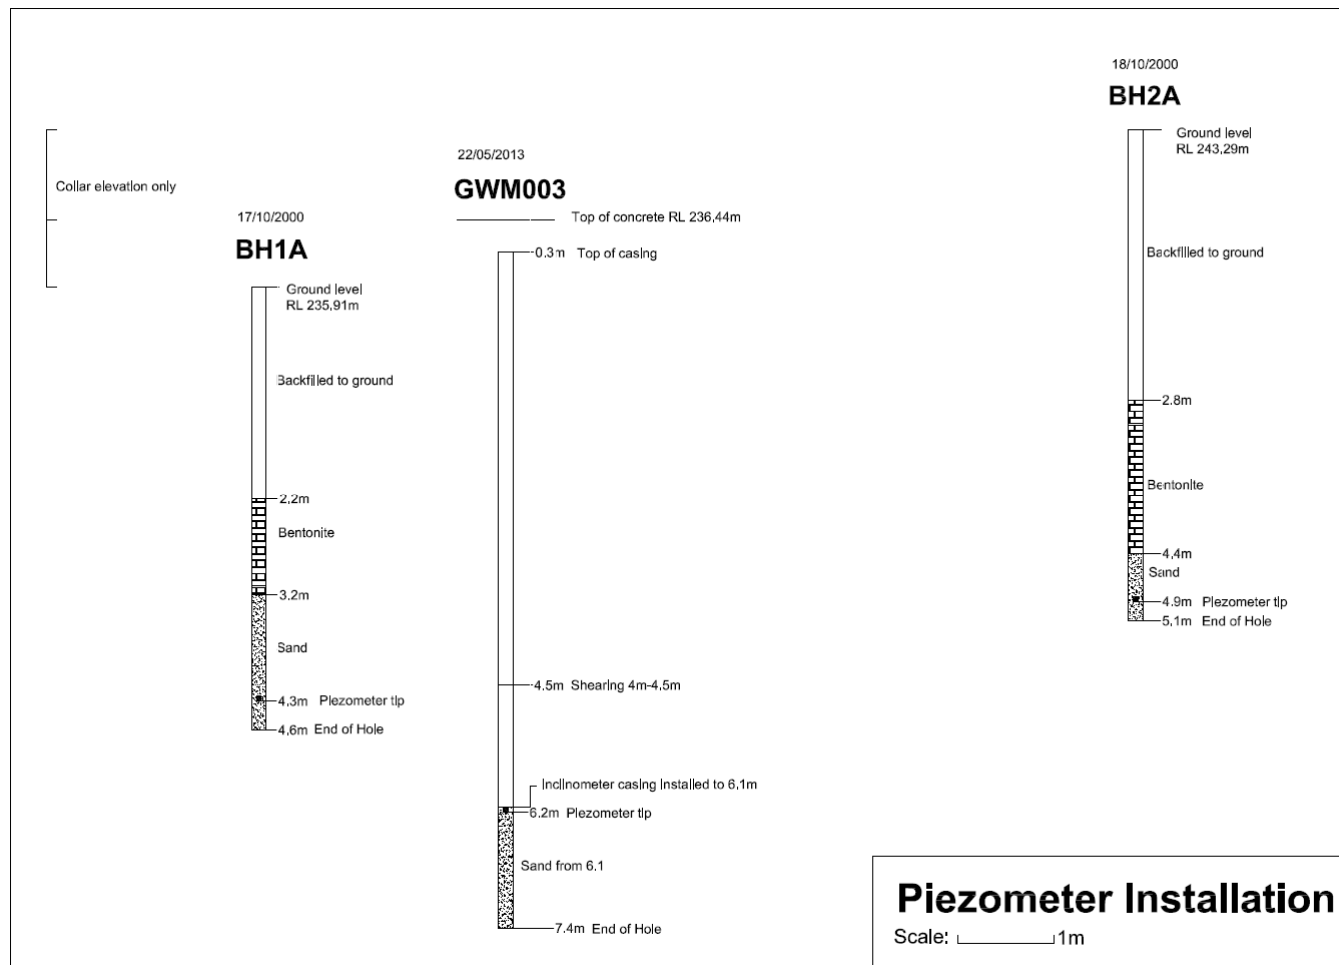 18/10/2000
BH2A
Ground level
RL 243,29m
22/05/2013
GWM003
Collar elevation only
17/10/2000
BH1A
Top of concrete RL 236,44m
-0.3m Top of casing
Backfilled to ground
Ground level
RL 235,91m
Backfilled to ground
2.8m
2,2m
Bentonite
Bentonite
4,4m
Sand
3.2m
4.9m Piezometer tip
5,1m End of Hole
Sand
4.5m Shearing 4m-4,5m
4.3m Piezometer tip
4,6m End of Hole
Inclinometer casing installed to 6,1m
6.2m Piezometer tip
Sand from 6.1
7.4m End of Hole
Piezometer Installation
Scale: 1m